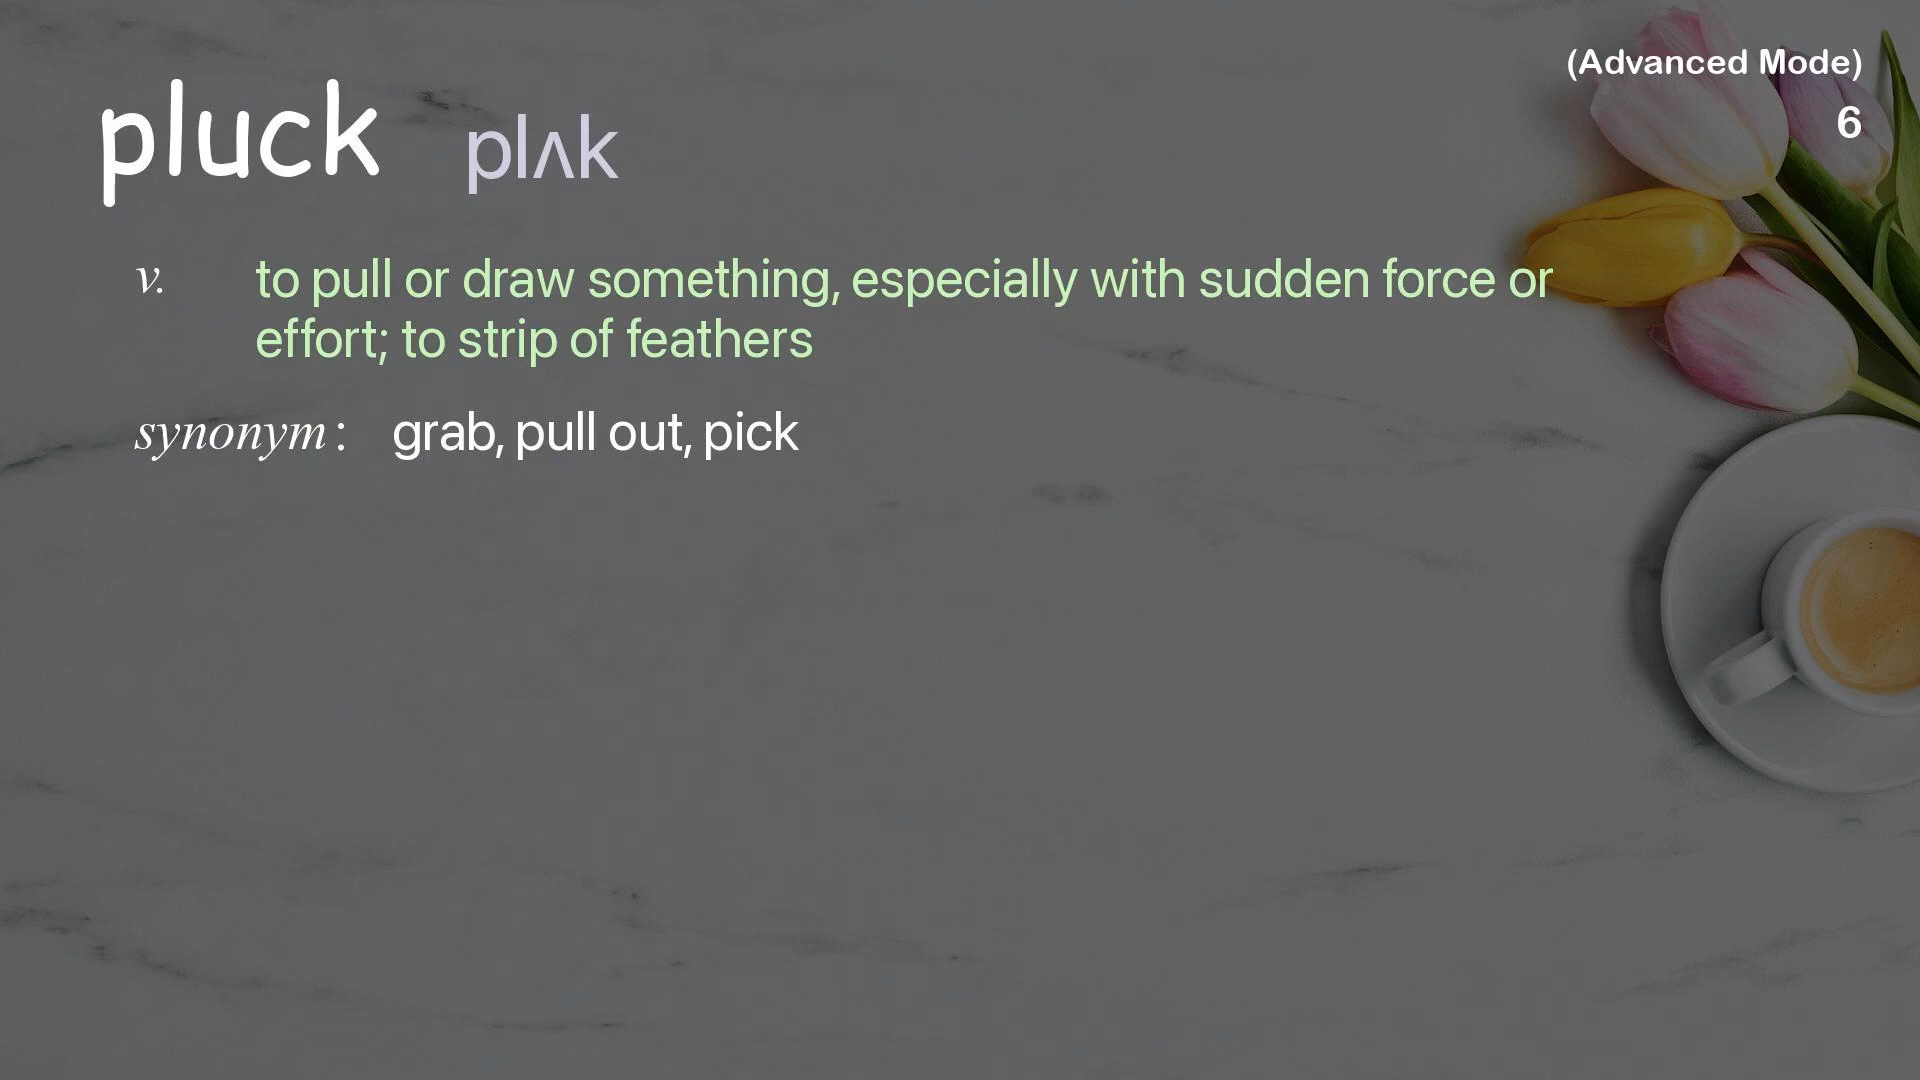 (Advanced Mode)
6
pluck plʌk
v. to pull or draw something, especially with sudden force or
effort; to strip of feathers
synonym: grab, pull out, pick